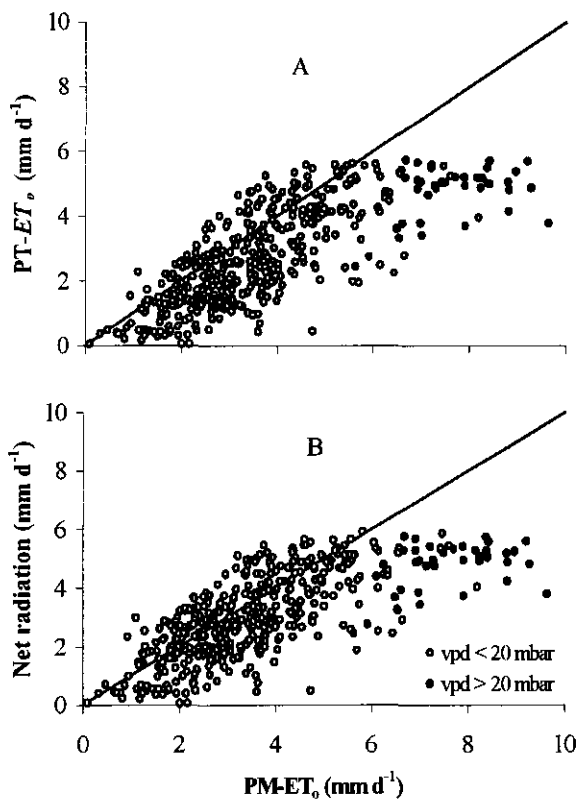 10
8
6
4
2
0
PT-ET_o (mm d⁻¹)
A
10
8
6
4
2
0
Net radiation (mm d⁻¹)
B
vpd < 20 mbar
vpd > 20 mbar
0 2 4 6 8 10
PM-ET₀ (mm d⁻¹)